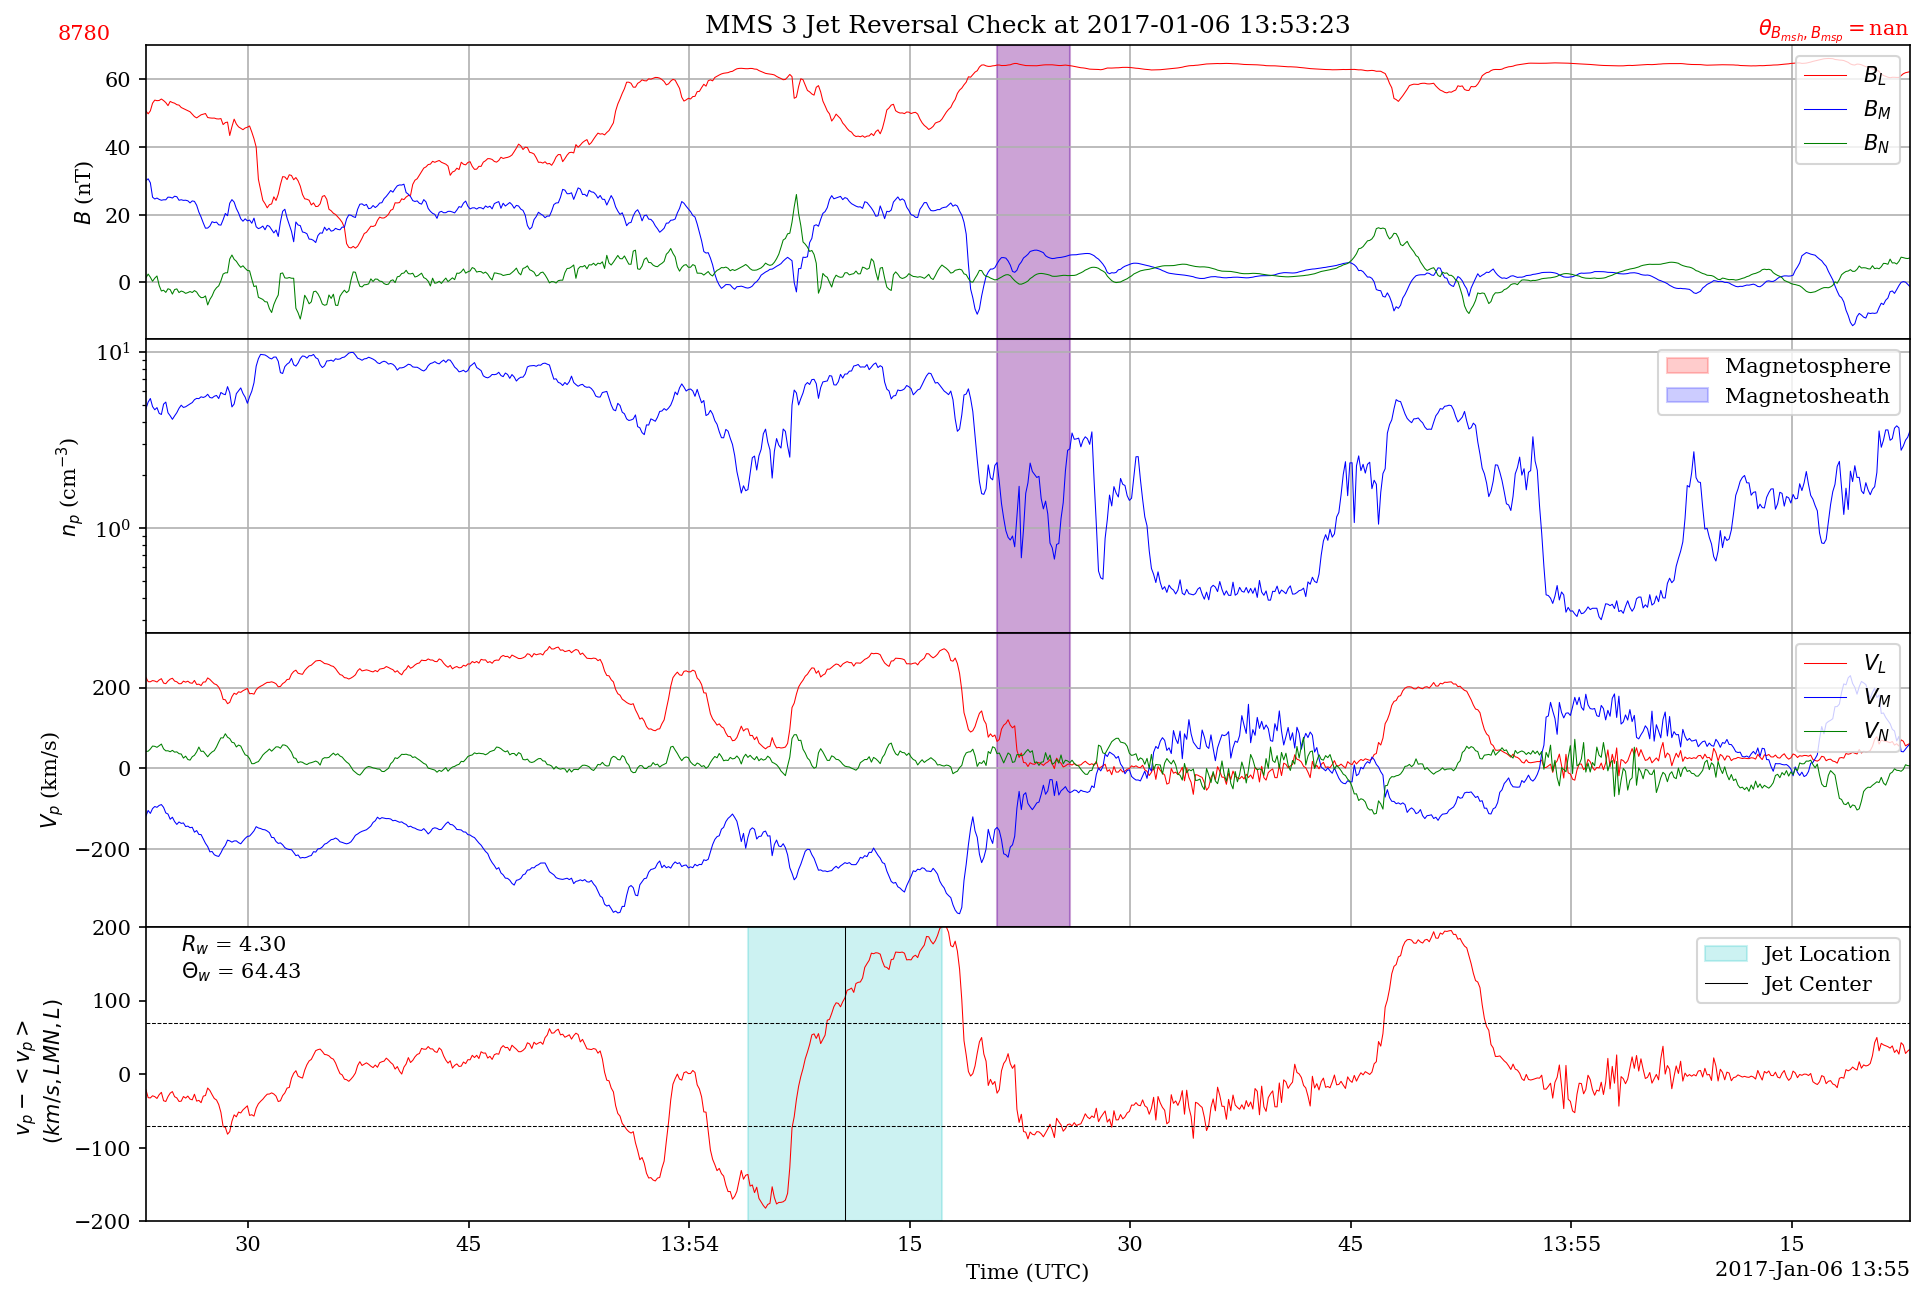 8780
MMS 3 Jet Reversal Check at 2017-01-06 13:53:23
θ_{B_{msh}, B_{msp}} = nan
60
40
20
0
B (nT)
B_L
B_M
B_N
10^1
10^0
n_p (cm^{-3})
Magnetosphere
Magnetosheath
200
0
−200
V_p (km/s)
V_L
V_M
V_N
200
100
0
−100
−200
v_p − < v_p >
(km/s, LMN, L)
R_w = 4.30
Θ_w = 64.43
Jet Location
Jet Center
30 45 13:54 15 30 45 13:55 15
Time (UTC)
2017-Jan-06 13:55